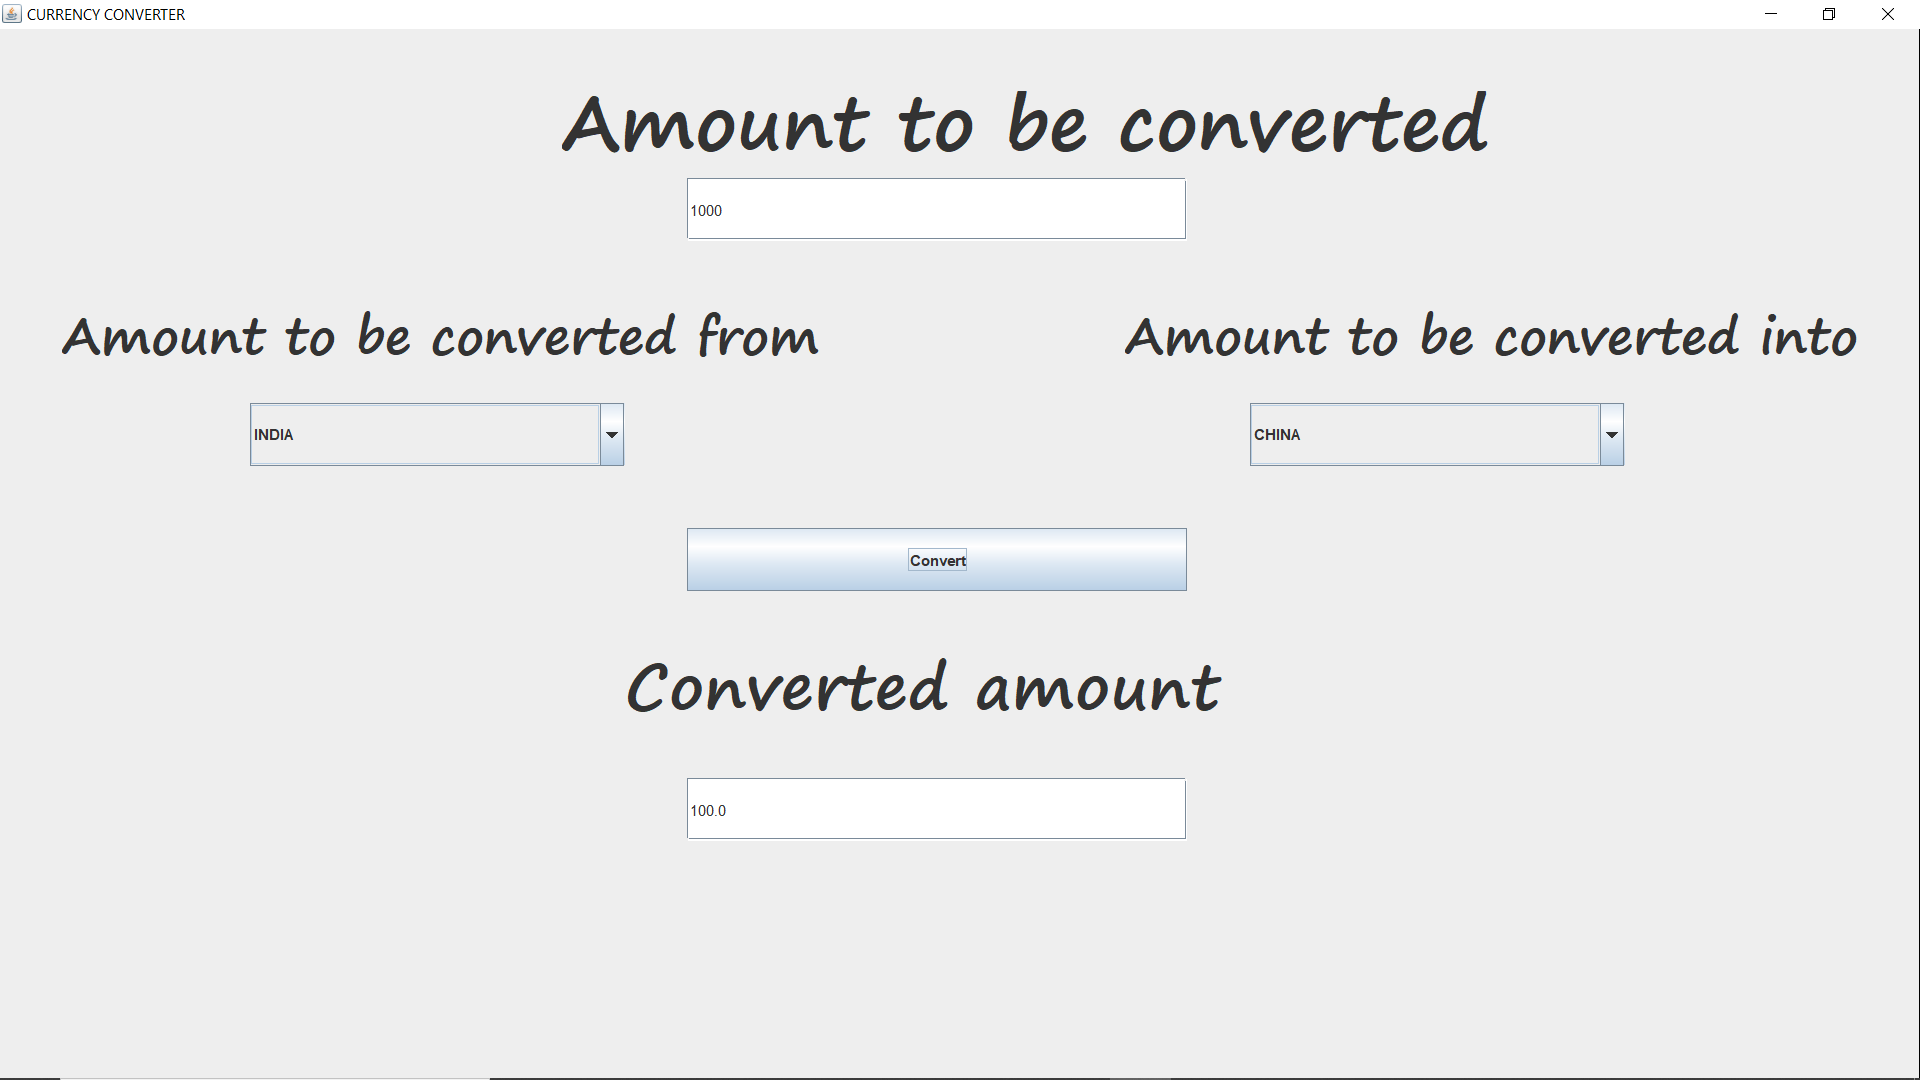 CURRENCY CONVERTER
Amount to be converted
1000
Amount to be converted from
Amount to be converted into
INDIA
CHINA
Convert
Converted amount
100.0